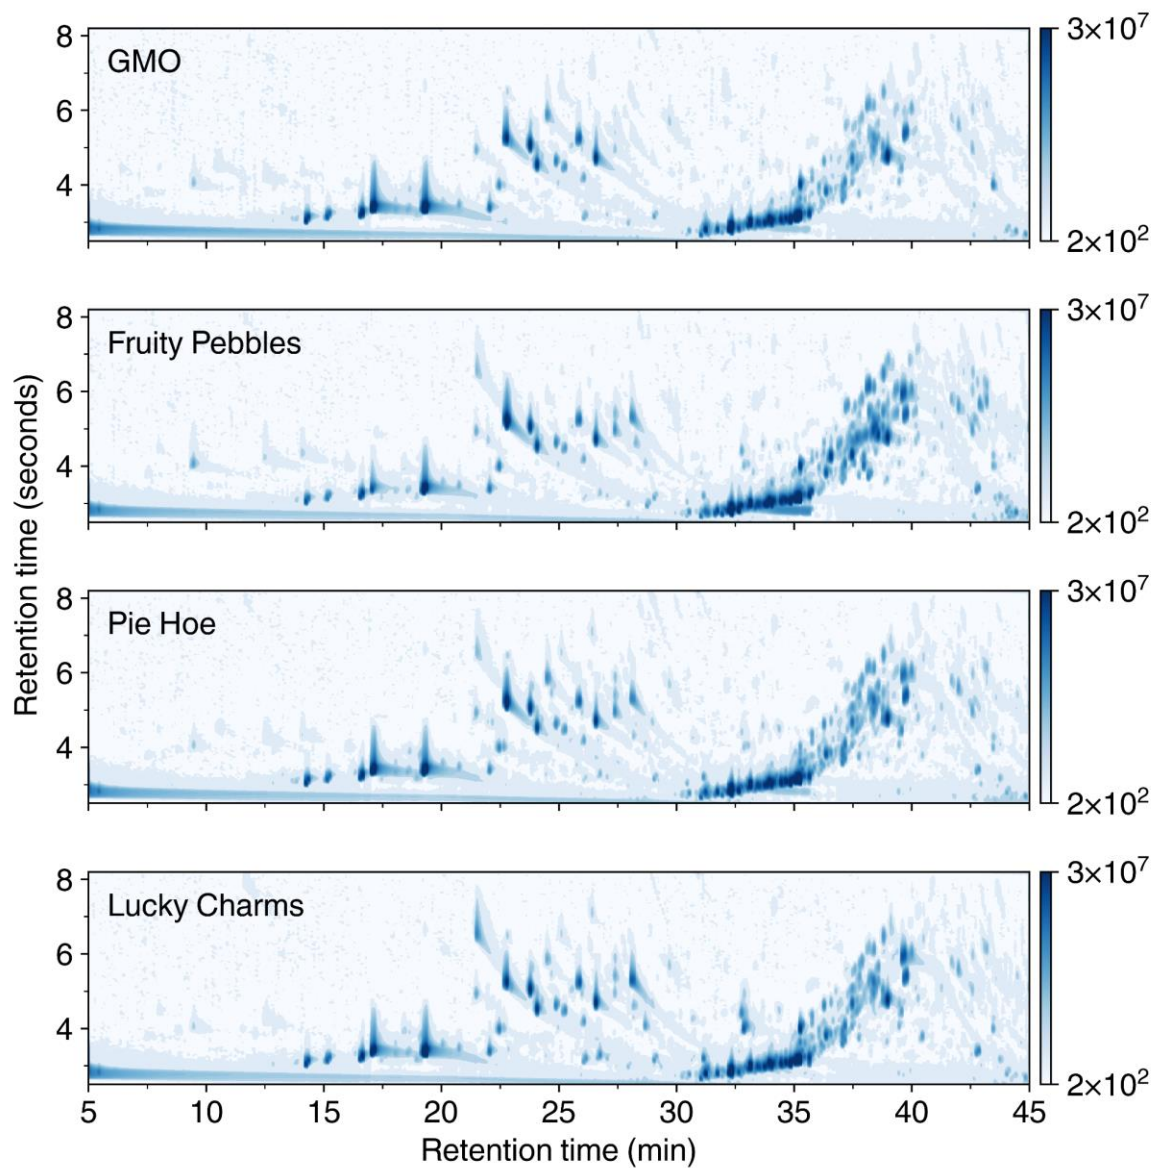 8
6
4
GMO
3×10⁷
2×10²
8
6
4
Fruity Pebbles
3×10⁷
2×10²
8
6
4
Pie Hoe
3×10⁷
2×10²
8
6
4
Lucky Charms
3×10⁷
2×10²
Retention time (seconds)
5 10 15 20 25 30 35 40 45
Retention time (min)